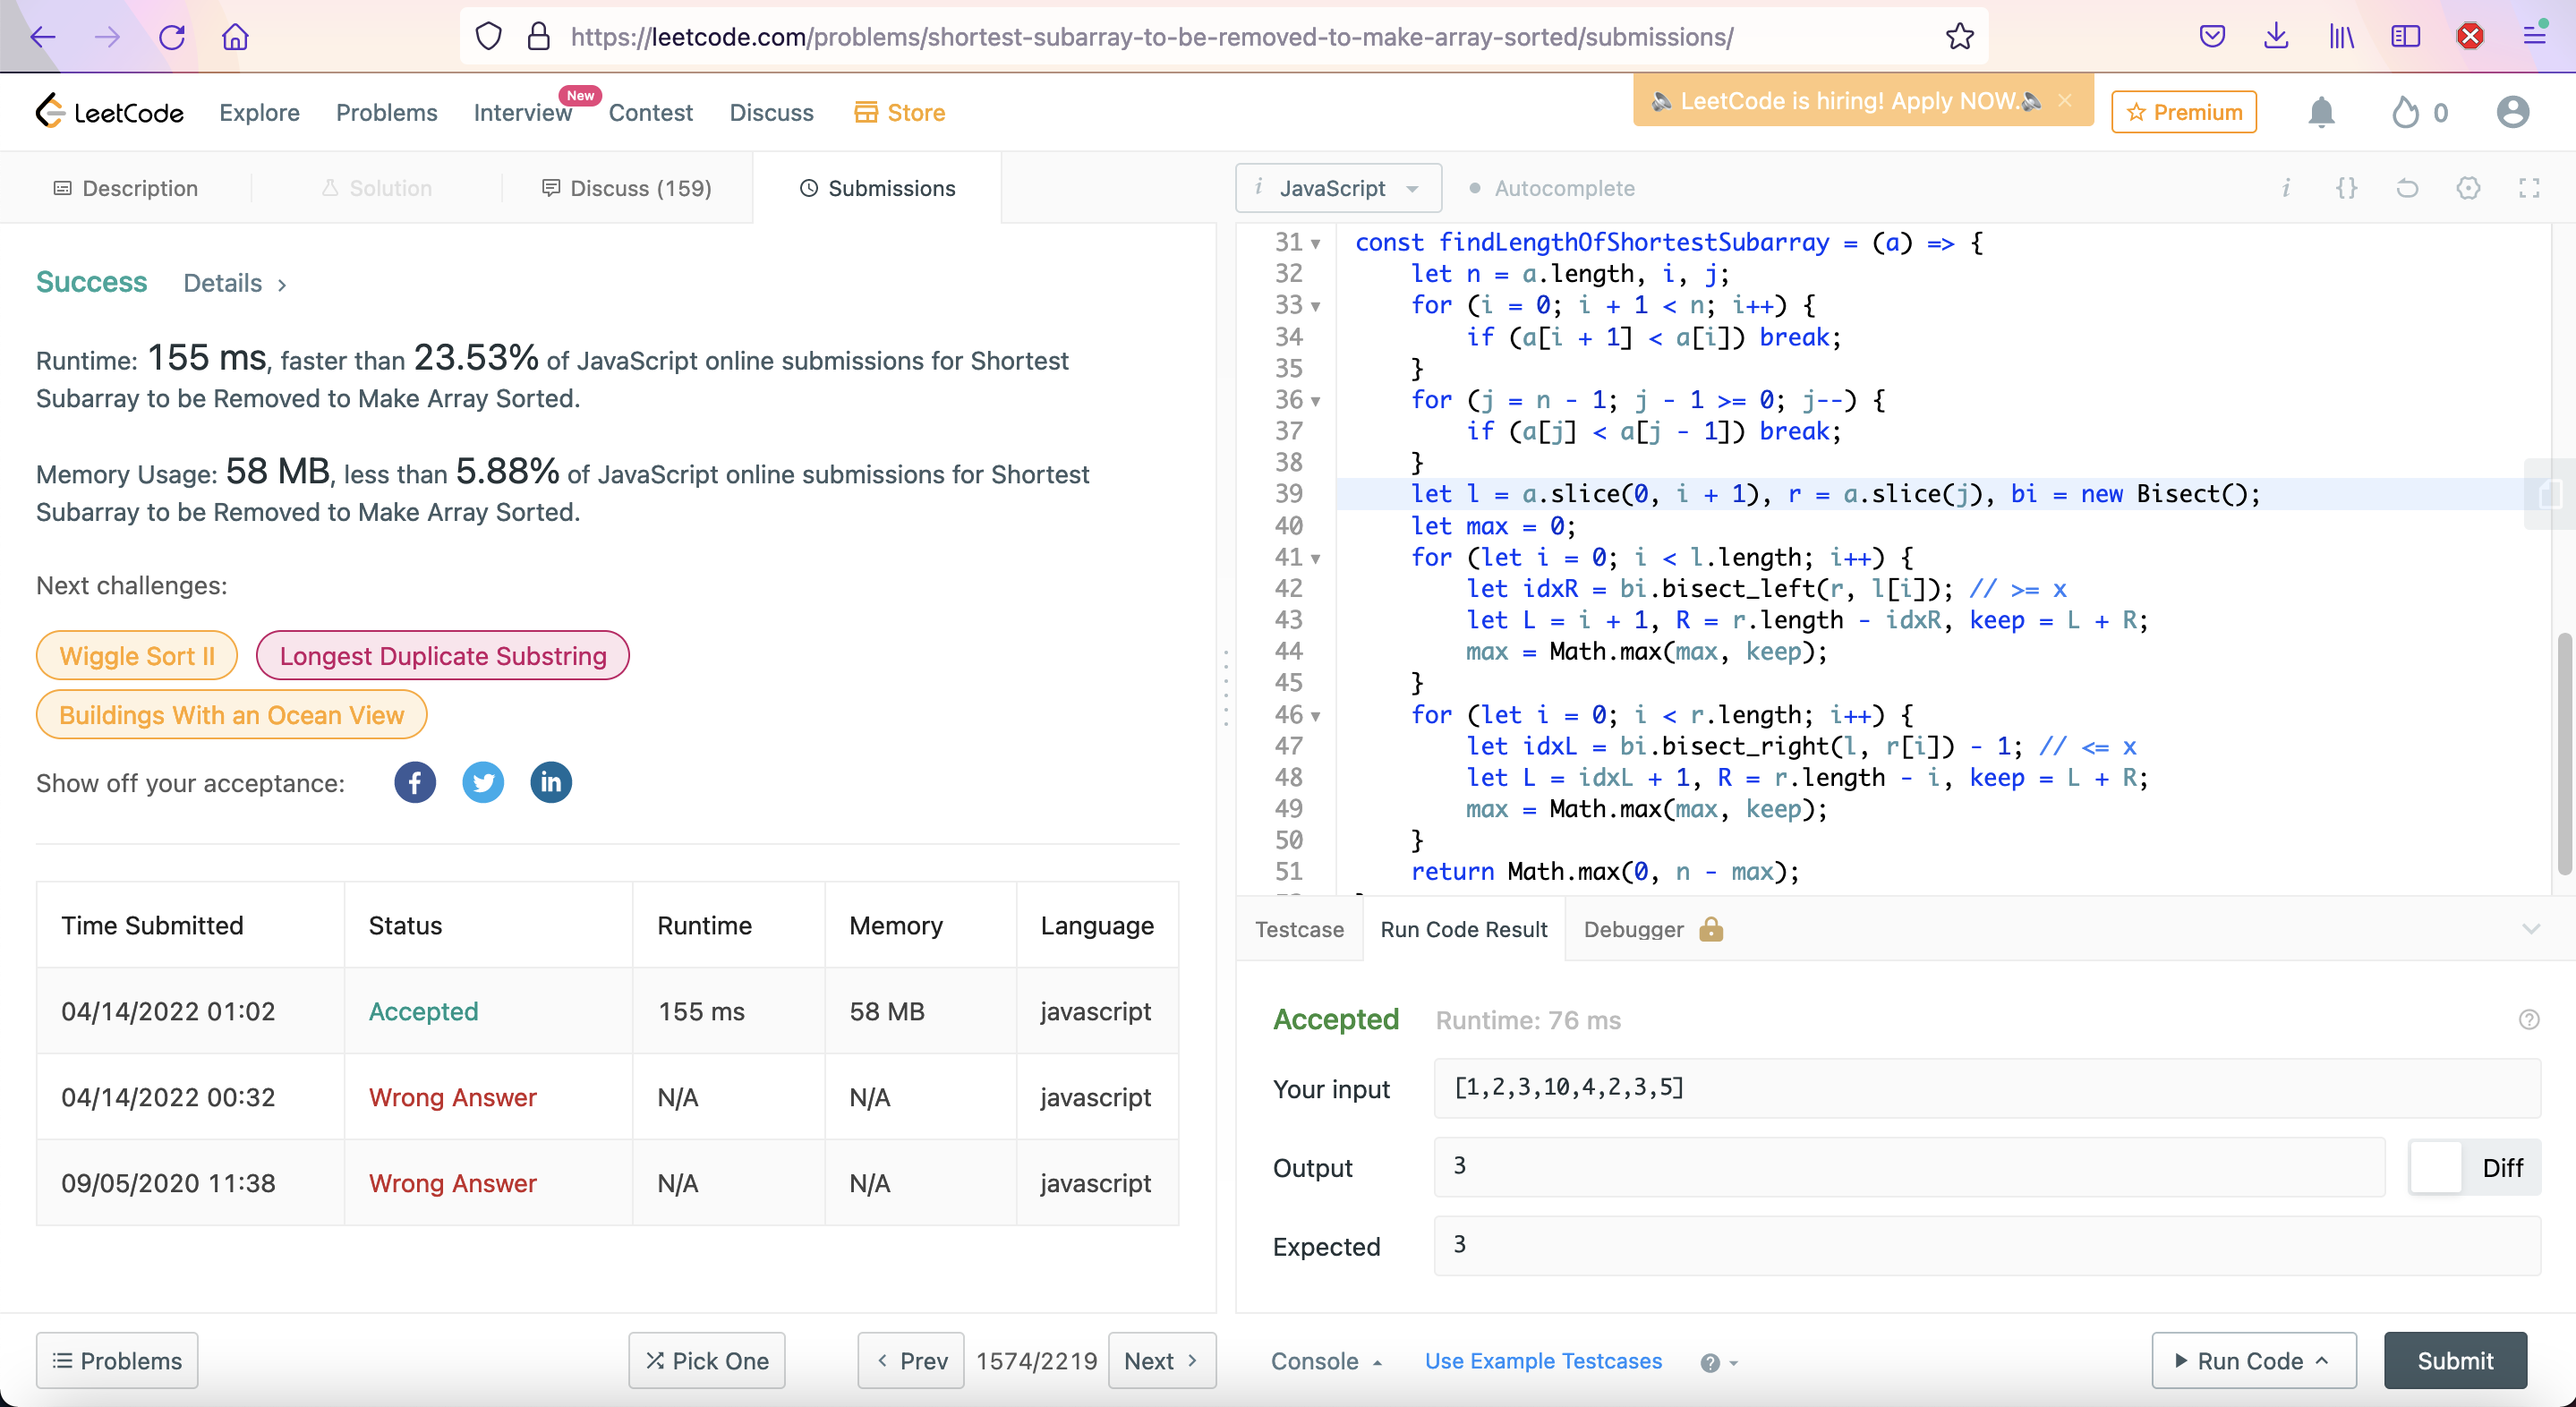 https://leetcode.com/problems/shortest-subarray-to-be-removed-to-make-array-sorted/submissions/
LeetCode Explore Problems Interview New Contest Discuss Store LeetCode is hiring! Apply NOW. Premium 0
Description Solution Discuss (159) Submissions
Success Details
Runtime: 155 ms, faster than 23.53% of JavaScript online submissions for Shortest
Subarray to be Removed to Make Array Sorted.
Memory Usage: 58 MB, less than 5.88% of JavaScript online submissions for Shortest
Subarray to be Removed to Make Array Sorted.
Next challenges:
Wiggle Sort II Longest Duplicate Substring
Buildings With an Ocean View
Show off your acceptance:
Time Submitted Status Runtime Memory Language
04/14/2022 01:02 Accepted 155 ms 58 MB javascript
04/14/2022 00:32 Wrong Answer N/A N/A javascript
09/05/2020 11:38 Wrong Answer N/A N/A javascript
Problems Pick One < Prev 1574/2219 Next >
i JavaScript Autocomplete
31 const findLengthOfShortestSubarray = (a) => {
32 let n = a.length, i, j;
33 for (i = 0; i + 1 < n; i++) {
34 if (a[i + 1] < a[i]) break;
35 }
36 for (j = n - 1; j - 1 >= 0; j--) {
37 if (a[j] < a[j - 1]) break;
38 }
39 let l = a.slice(0, i + 1), r = a.slice(j), bi = new Bisect();
40 let max = 0;
41 for (let i = 0; i < l.length; i++) {
42 let idxR = bi.bisect_left(r, l[i]); // >= x
43 let L = i + 1, R = r.length - idxR, keep = L + R;
44 max = Math.max(max, keep);
45 }
46 for (let i = 0; i < r.length; i++) {
47 let idxL = bi.bisect_right(l, r[i]) - 1; // <= x
48 let L = idxL + 1, R = r.length - i, keep = L + R;
49 max = Math.max(max, keep);
50 }
51 return Math.max(0, n - max);
Testcase Run Code Result Debugger
Accepted Runtime: 76 ms
Your input [1,2,3,10,4,2,3,5]
Output 3 Diff
Expected 3
Console Use Example Testcases Run Code Submit